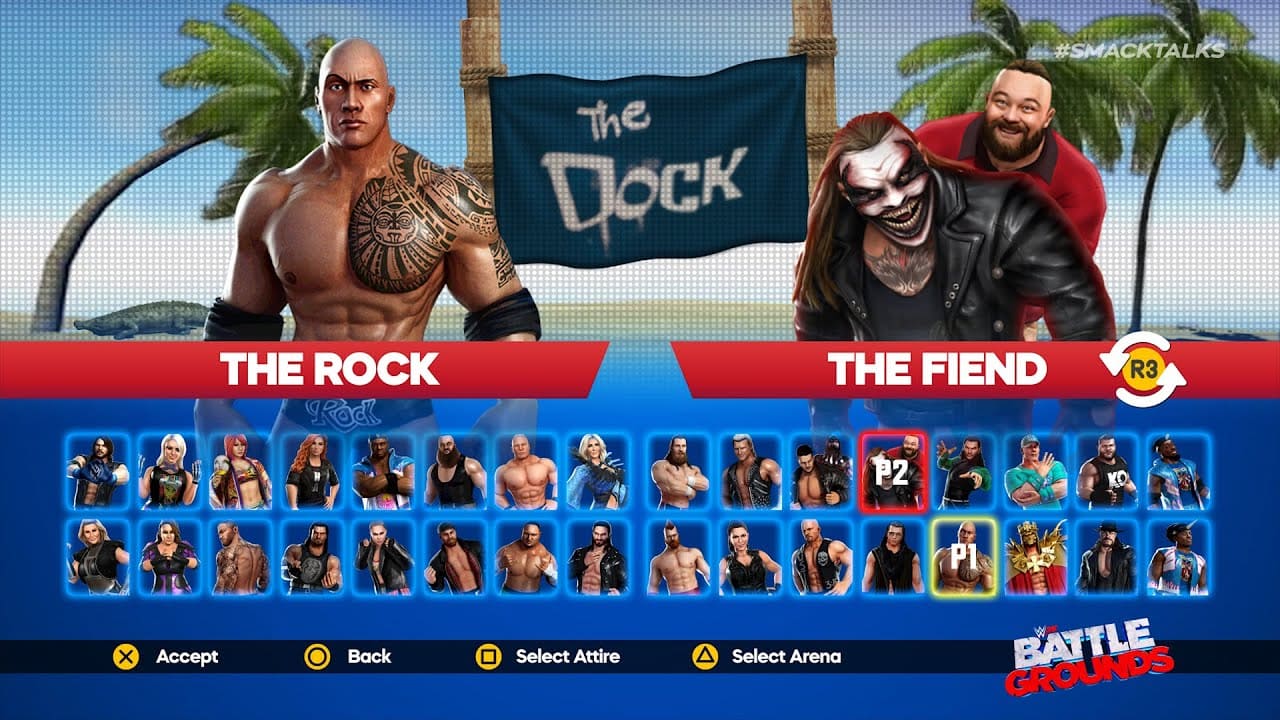 #SMACKTALKS
The
Dock
THE ROCK
THE FIEND
R3
Rock
P2
KO
P1
Accept
Back
Select Attire
Select Arena
W
BATTLE
GROUNDS